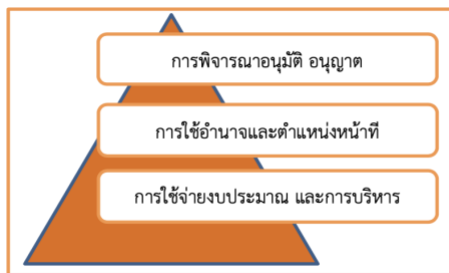 การพิจารณาอนุมัติ อนุญาต
การใช้อำนาจและตำแหน่งหน้าที่
การใช้จ่ายงบประมาณ และการบริหาร